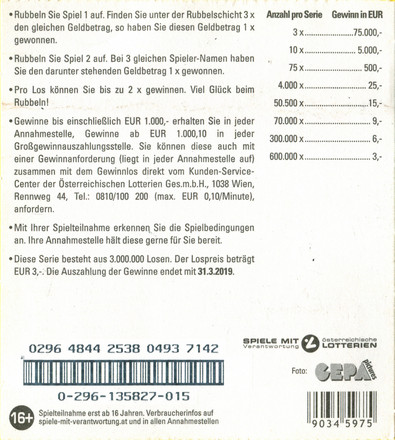 • Rubbeln Sie Spiel 1 auf. Finden Sie unter der Rubbelschicht 3 x
den gleichen Geldbetrag, so haben Sie diesen Geldbetrag 1 x
gewonnen.
• Rubbeln Sie Spiel 2 auf. Bei 3 gleichen Spieler-Namen haben
Sie den darunter stehenden Geldbetrag 1 x gewonnen.
• Pro Los können Sie bis zu 2 x gewinnen. Viel Glück beim
Rubbeln!
• Gewinne bis einschließlich EUR 1.000,- erhalten Sie in jeder
Annahmestelle, Gewinne ab EUR 1.000,10 in jeder
Großgewinnauszahlungsstelle. Sie können diese auch mit
einer Gewinnanforderung (liegt in jeder Annahmestelle auf)
zusammen mit dem Gewinnlos direkt vom Kunden-Service-
Center der Österreichischen Lotterien Ges.m.b.H., 1038 Wien,
Rennweg 44, Tel.: 0810/100 200 (max. EUR 0,10/Minute),
anfordern.
• Mit Ihrer Spielteilnahme erkennen Sie die Spielbedingungen
an. Ihre Annahmestelle hält diese gerne für Sie bereit.
• Diese Serie besteht aus 3.000.000 Losen. Der Lospreis beträgt
EUR 3,-. Die Auszahlung der Gewinne endet mit 31.3.2019.
Anzahl pro Serie Gewinn in EUR
3 x ..................75.000,-
10 x ..................5.000,-
75 x ..................500,-
4.000 x ..................25,-
50.500 x ..................15,-
70.000 x ..................9,-
300.000 x ..................6,-
600.000 x ..................3,-
SPIELE MIT
Verantwortung
österreichische
LOTTERIEN
Foto: GEPA pictures
0296 4844 2538 0493 7142
0-296-135827-015
9034 5975
16+
Spielteilnahme erst ab 16 Jahren. Verbraucherinfos auf
spiele-mit-verantwortung.at und in allen Annahmestellen